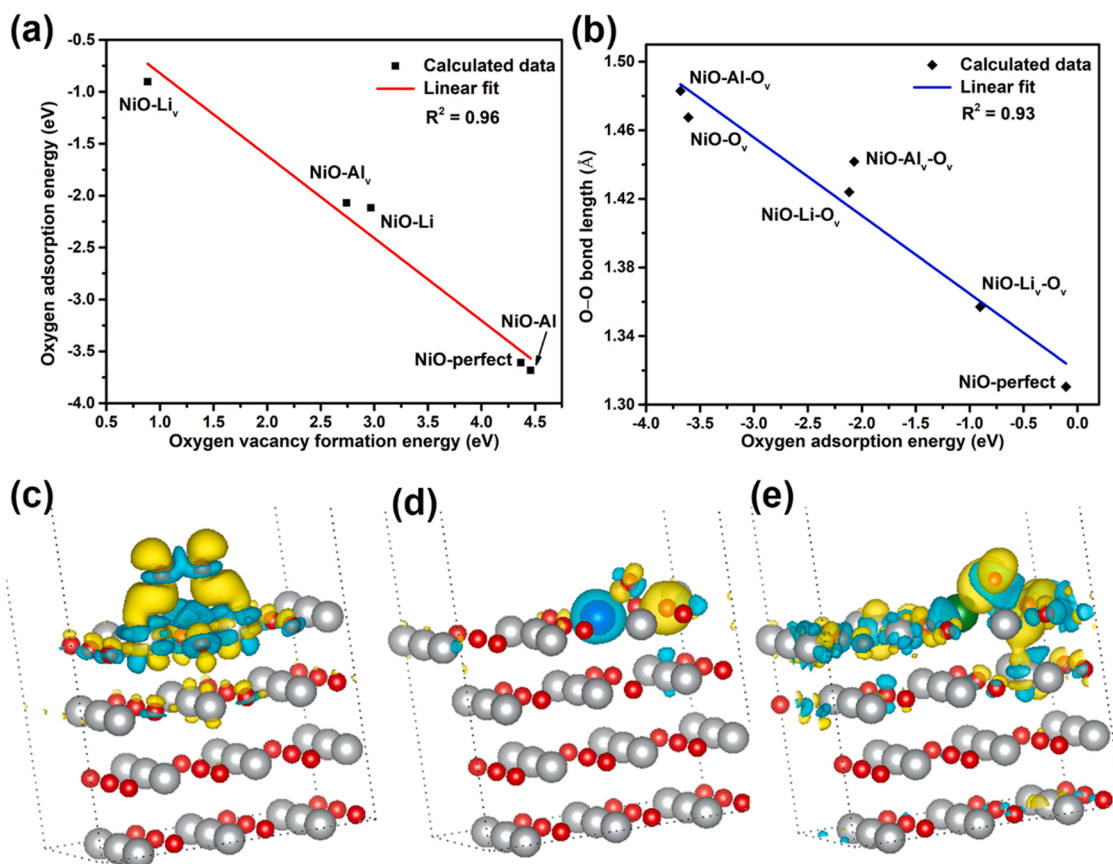 (a)
Oxygen adsorption energy (eV)
-0.5
-1.0
-1.5
-2.0
-2.5
-3.0
-3.5
-4.0
Calculated data
Linear fit
R² = 0.96
NiO-Liᵥ
NiO-Alᵥ
NiO-Li
NiO-Al
NiO-perfect
0.5 1.0 1.5 2.0 2.5 3.0 3.5 4.0 4.5
Oxygen vacancy formation energy (eV)
(b)
O–O bond length (Å)
1.50
1.46
1.42
1.38
1.34
1.30
Calculated data
Linear fit
R² = 0.93
NiO-Al-Oᵥ
NiO-Oᵥ
NiO-Alᵥ-Oᵥ
NiO-Li-Oᵥ
NiO-Liᵥ-Oᵥ
NiO-perfect
-4.0 -3.5 -3.0 -2.5 -2.0 -1.5 -1.0 -0.5 0.0
Oxygen adsorption energy (eV)
(c)
(d)
(e)